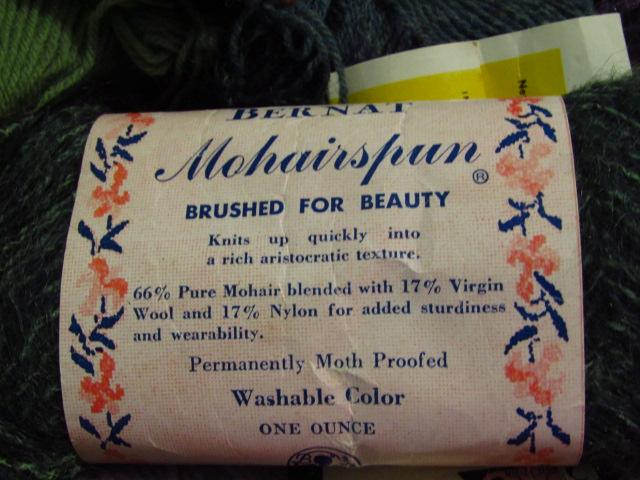 BERNAT
Mohairspun ®
BRUSHED FOR BEAUTY
Knits up quickly into
a rich aristocratic texture.
66% Pure Mohair blended with 17% Virgin
Wool and 17% Nylon for added sturdiness
and wearability.
Permanently Moth Proofed
Washable Color
ONE OUNCE